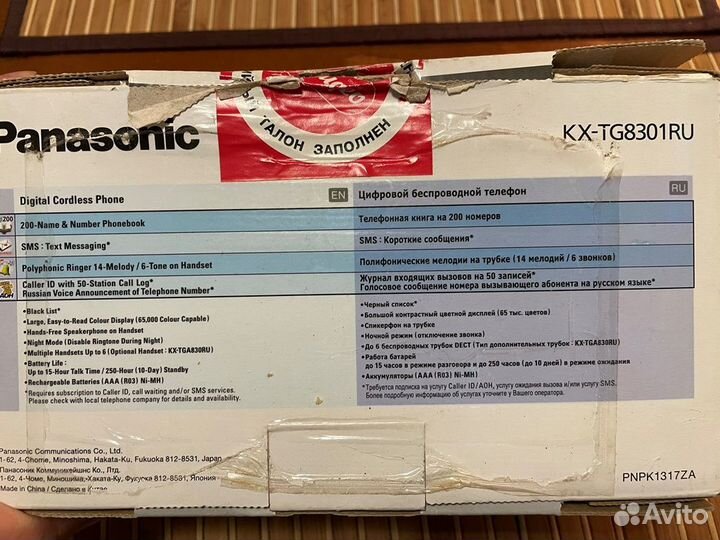 Panasonic
ТАЛОН ЗАПОЛНЕН
KX-TG8301RU
Digital Cordless Phone
EN
200-Name & Number Phonebook
SMS : Text Messaging*
Polyphonic Ringer 14-Melody / 6-Tone on Handset
Caller ID with 50-Station Call Log*
Russian Voice Announcement of Telephone Number*
• Black List*
• Large, Easy-to-Read Colour Display (65,000 Colour Capable)
• Hands-Free Speakerphone on Handset
• Night Mode (Disable Ringtone During Night)
• Multiple Handsets Up to 6 (Optional Handset : KX-TGA830RU)
• Battery Life :
Up to 15-Hour Talk Time / 250-Hour (10-Day) Standby
• Rechargeable Batteries (AAA (R03) Ni-MH)
*Requires subscription to Caller ID, call waiting and/or SMS services.
Please check with local telephone company for details and availability.
Цифровой беспроводной телефон
RU
Телефонная книга на 200 номеров
SMS : Короткие сообщения*
Полифонические мелодии на трубке (14 мелодий / 6 звонков)
Журнал входящих вызовов на 50 записей*
Голосовое сообщение номера вызывающего абонента на русском языке*
• Черный список*
• Большой контрастный цветной дисплей (65 тыс. цветов)
• Спикерфон на трубке
• Ночной режим (отключение звонка)
• До 6 беспроводных трубок DECT (Тип дополнительных трубок : KX-TGA830RU)
• Работа батарей
до 15 часов в режиме разговора и до 250 часов (до 10 дней) в режиме ожидания
• Аккумуляторы (AAA (R03) Ni-MH)
*Требуется подписка на услугу Caller ID/АОН, услугу ожидания вызова и/или услугу SMS.
Более подробную информацию об услугах уточните у Вашего оператора.
Panasonic Communications Co., Ltd.
1-62, 4-Chome, Minoshima, Hakata-Ku, Fukuoka 812-8531, Japan
Панасоник Коммуникейшнс Ко., Лтд.
1-62, 4-Чоме, Миношима, Хаката-Ку, Фукуока 812-8531, Япония
Made in China / Сделано в Китае
PNPK1317ZA
Avito